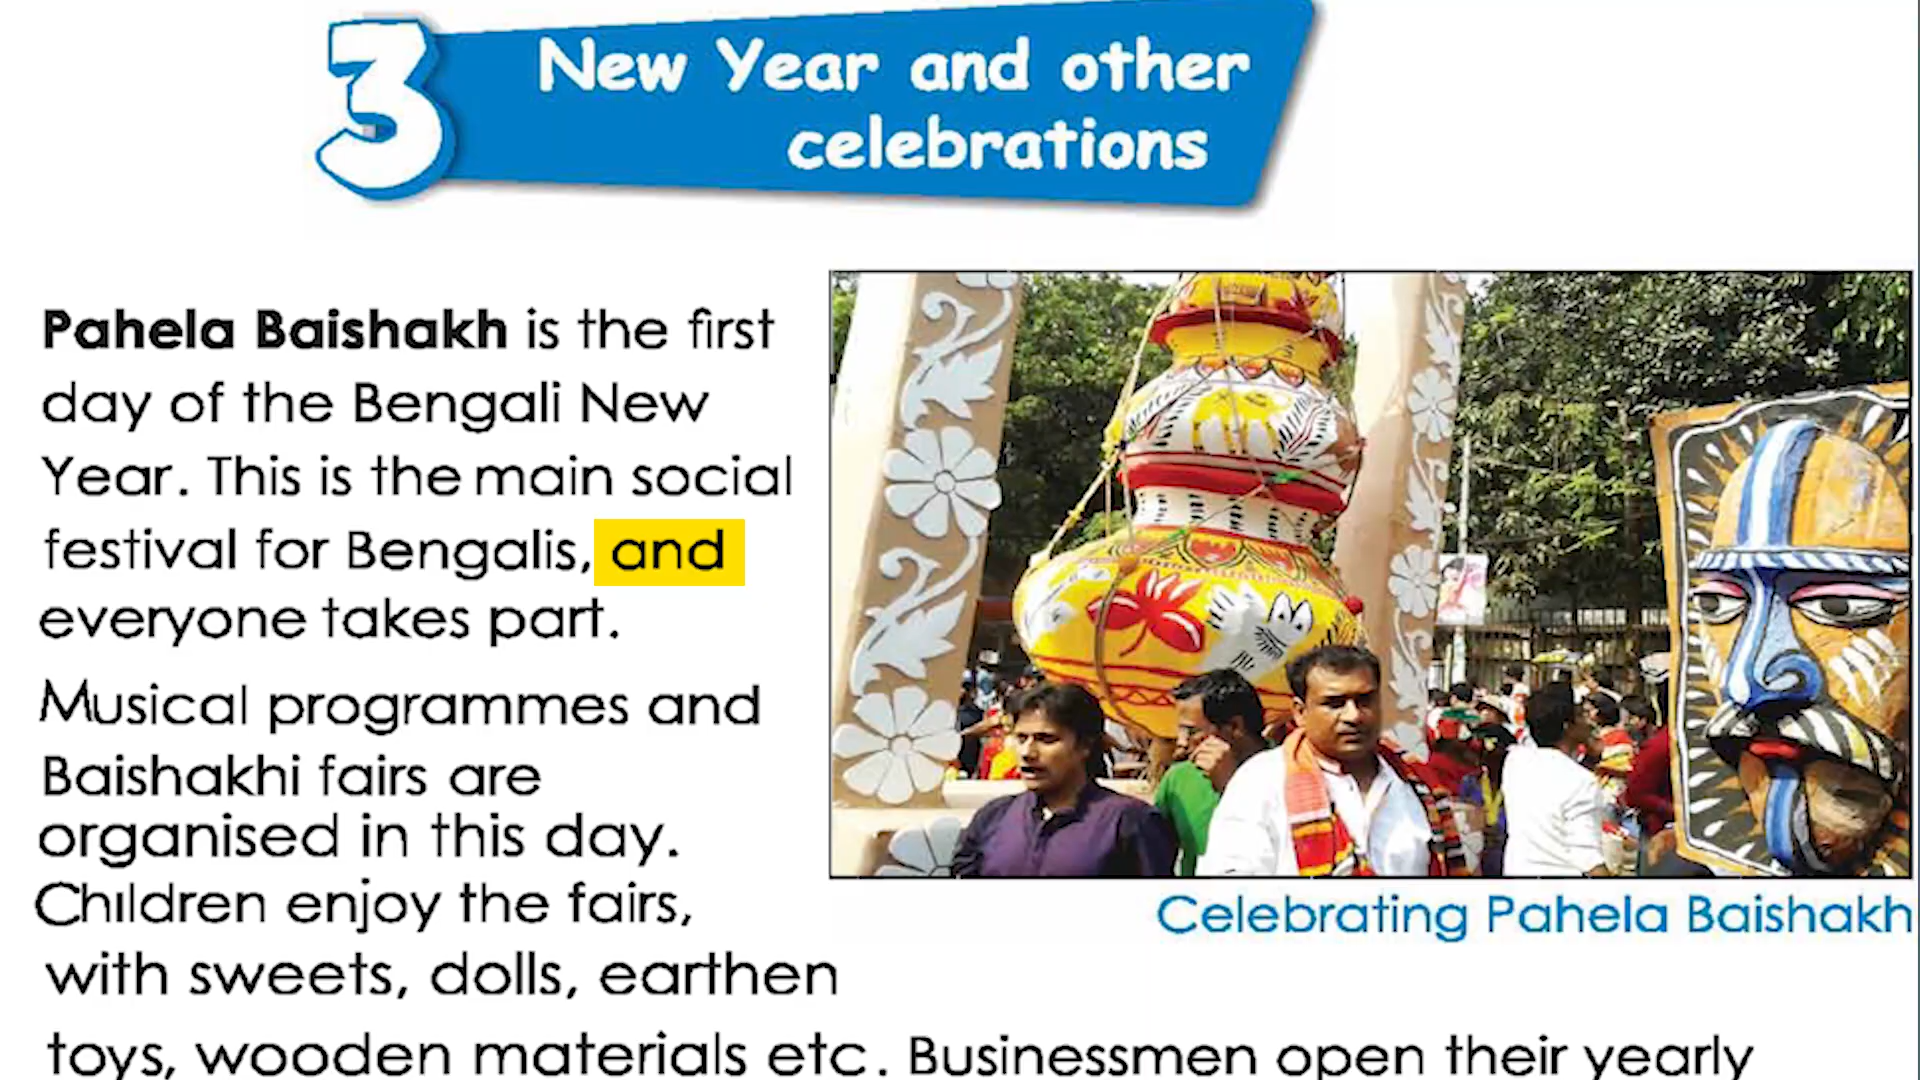 3
New Year and other
celebrations
Pahela Baishakh is the first
day of the Bengali New
Year. This is the main social
festival for Bengalis, and
everyone takes part.
Musical programmes and
Baishakhi fairs are
organised in this day.
Children enjoy the fairs,
with sweets, dolls, earthen
toys, wooden materials etc. Businessmen open their yearly
Celebrating Pahela Baishakh